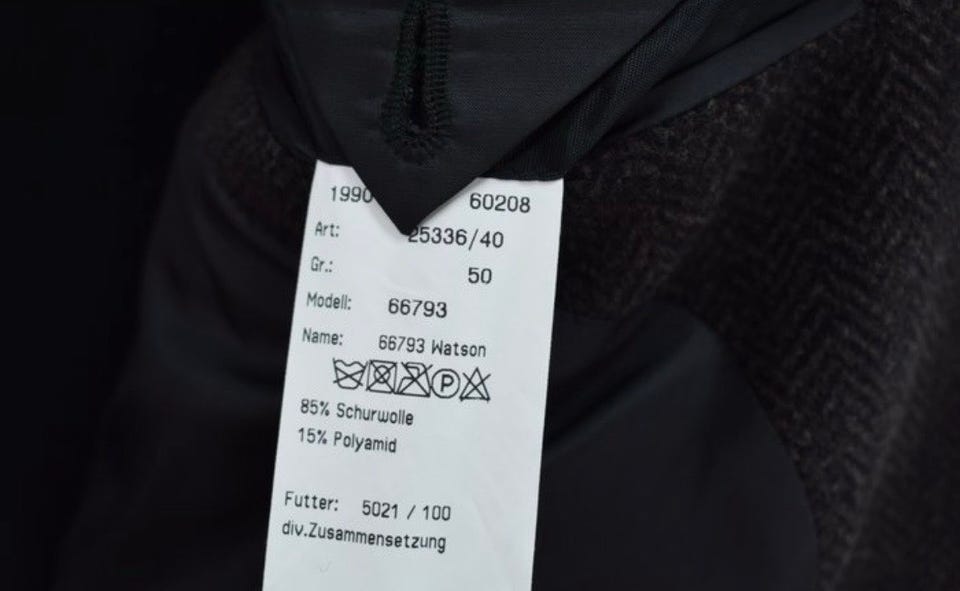 1990 60208
Art: 25336/40
Gr.: 50
Modell: 66793
Name: 66793 Watson
P
85% Schurwolle
15% Polyamid
Futter: 5021 / 100
div.Zusammensetzung